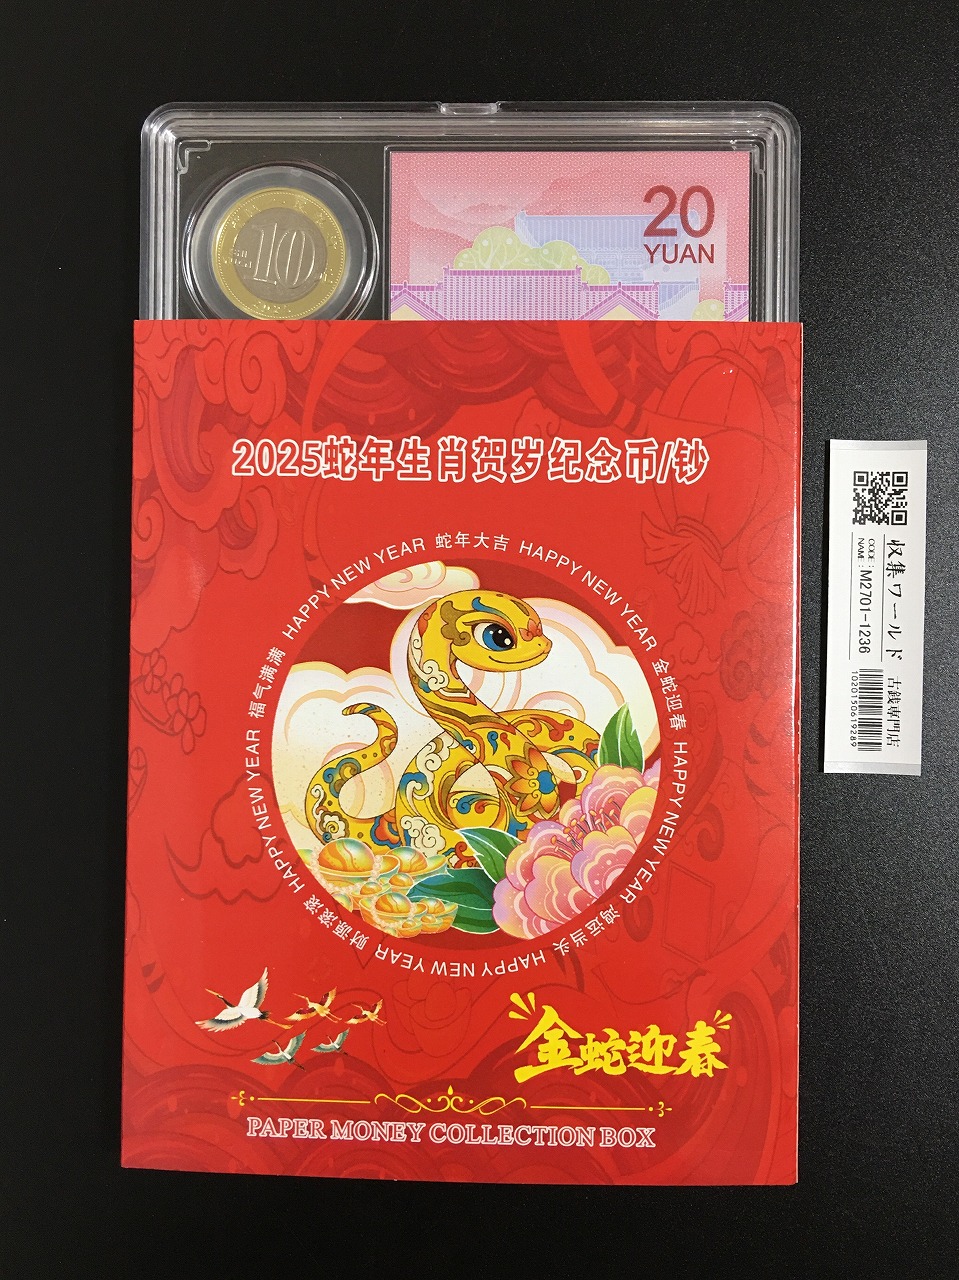 10
20
YUAN
2025蛇年生肖贺岁纪念币/钞
HAPPY NEW YEAR 蛇年大吉 HAPPY NEW YEAR 金蛇迎春 HAPPY NEW YEAR 鸿运当头 HAPPY NEW YEAR 财源滚滚 HAPPY NEW YEAR 福气满满
金蛇迎春
PAPER MONEY COLLECTION BOX
収集ワールド 古銭専門店
CODE:
NAME: M2701-1236
1020150619289